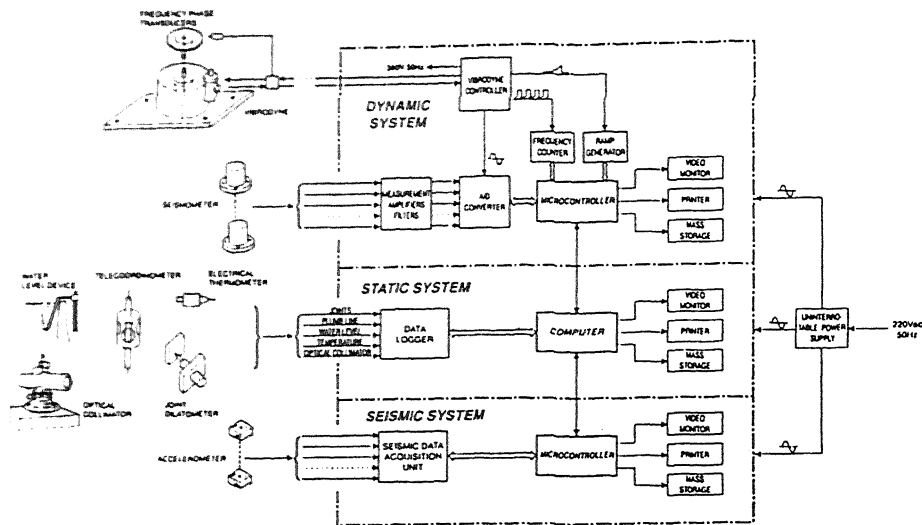 FREQUENCY PHASE
TRANSDUCERS
VIBRODYNE
380V 50Hz
VIBRODYNE
CONTROLLER
DYNAMIC
SYSTEM
FREQUENCY
COUNTER
RAMP
GENERATOR
SEISMOMETER
MEASUREMENT
AMPLIFIERS
FILTERS
A/D
CONVERTER
MICROCONTROLLER
VIDEO
MONITOR
PRINTER
MASS
STORAGE
WATER
LEVEL DEVICE
TELECOORDINOMETER
ELECTRICAL
THERMOMETER
OPTICAL
COLLIMATOR
JOINT
DILATOMETER
STATIC SYSTEM
JOINTS
PLUMB LINE
WATER LEVEL
TEMPERATURE
OPTICAL COLLIMATOR
DATA
LOGGER
COMPUTER
VIDEO
MONITOR
PRINTER
MASS
STORAGE
UNINTERRO
TABLE POWER
SUPPLY
220Vac
50Hz
SEISMIC SYSTEM
ACCELEROMETER
SEISMIC DATA
ACQUISITION
UNIT
MICROCONTROLLER
VIDEO
MONITOR
PRINTER
MASS
STORAGE